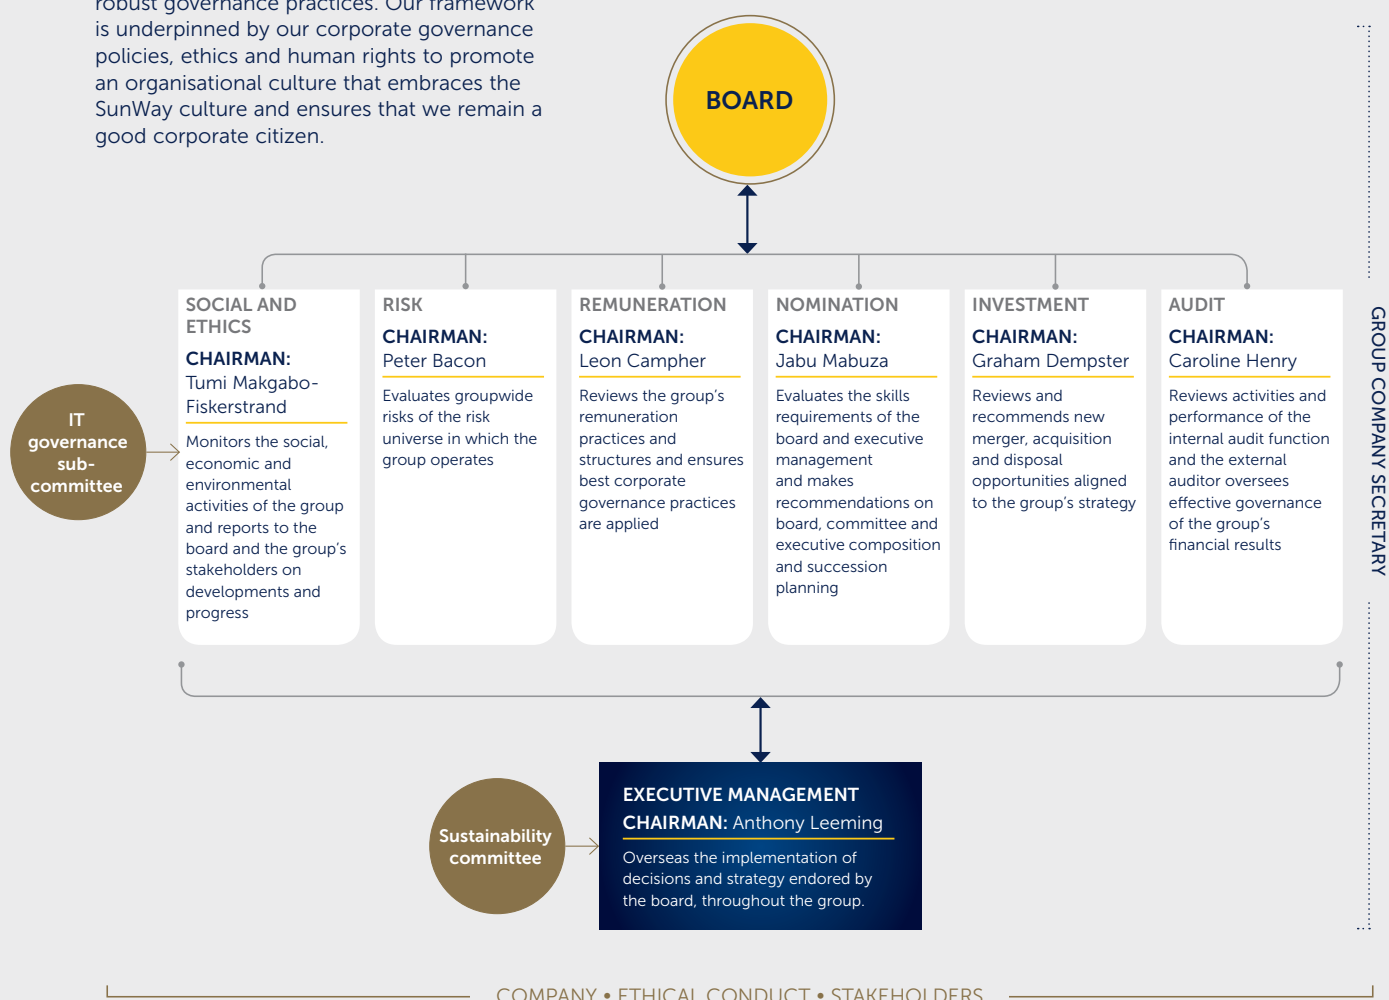 robust governance practices. Our framework
is underpinned by our corporate governance
policies, ethics and human rights to promote
an organisational culture that embraces the
SunWay culture and ensures that we remain a
good corporate citizen.
BOARD
SOCIAL AND
ETHICS
CHAIRMAN:
Tumi Makgabo-
Fiskerstrand
Monitors the social,
economic and
environmental
activities of the group
and reports to the
board and the group's
stakeholders on
developments and
progress
RISK
CHAIRMAN:
Peter Bacon
Evaluates groupwide
risks of the risk
universe in which the
group operates
REMUNERATION
CHAIRMAN:
Leon Campher
Reviews the group's
remuneration
practices and
structures and ensures
best corporate
governance practices
are applied
NOMINATION
CHAIRMAN:
Jabu Mabuza
Evaluates the skills
requirements of the
board and executive
management
and makes
recommendations on
board, committee and
executive composition
and succession
planning
INVESTMENT
CHAIRMAN:
Graham Dempster
Reviews and
recommends new
merger, acquisition
and disposal
opportunities aligned
to the group's strategy
AUDIT
CHAIRMAN:
Caroline Henry
Reviews activities and
performance of the
internal audit function
and the external
auditor oversees
effective governance
of the group's
financial results
IT
governance
sub-
committee
GROUP COMPANY SECRETARY
Sustainability
committee
EXECUTIVE MANAGEMENT
CHAIRMAN: Anthony Leeming
Overseas the implementation of
decisions and strategy endored by
the board, throughout the group.
COMPANY • ETHICAL CONDUCT • STAKEHOLDERS